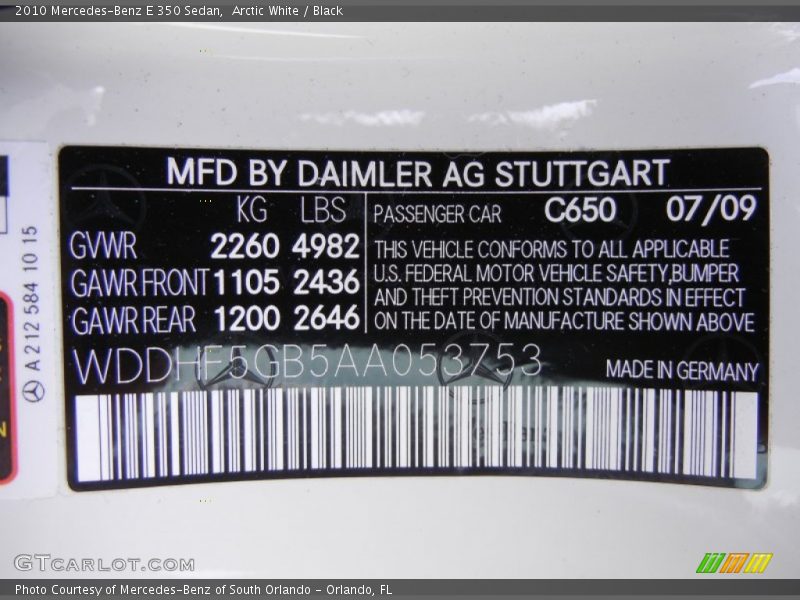 2010 Mercedes-Benz E 350 Sedan, Arctic White / Black
MFD BY DAIMLER AG STUTTGART
KG LBS
GVWR 2260 4982
GAWR FRONT 1105 2436
GAWR REAR 1200 2646
PASSENGER CAR C650 07/09
THIS VEHICLE CONFORMS TO ALL APPLICABLE
U.S. FEDERAL MOTOR VEHICLE SAFETY,BUMPER
AND THEFT PREVENTION STANDARDS IN EFFECT
ON THE DATE OF MANUFACTURE SHOWN ABOVE
WDDHF5GB5AA053753
MADE IN GERMANY
A 212 584 10 15
GTCARLOT.COM
Photo Courtesy of Mercedes-Benz of South Orlando - Orlando, FL